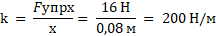 k = Fупрх/х = 16 Н/0,08 м = 200 Н/м